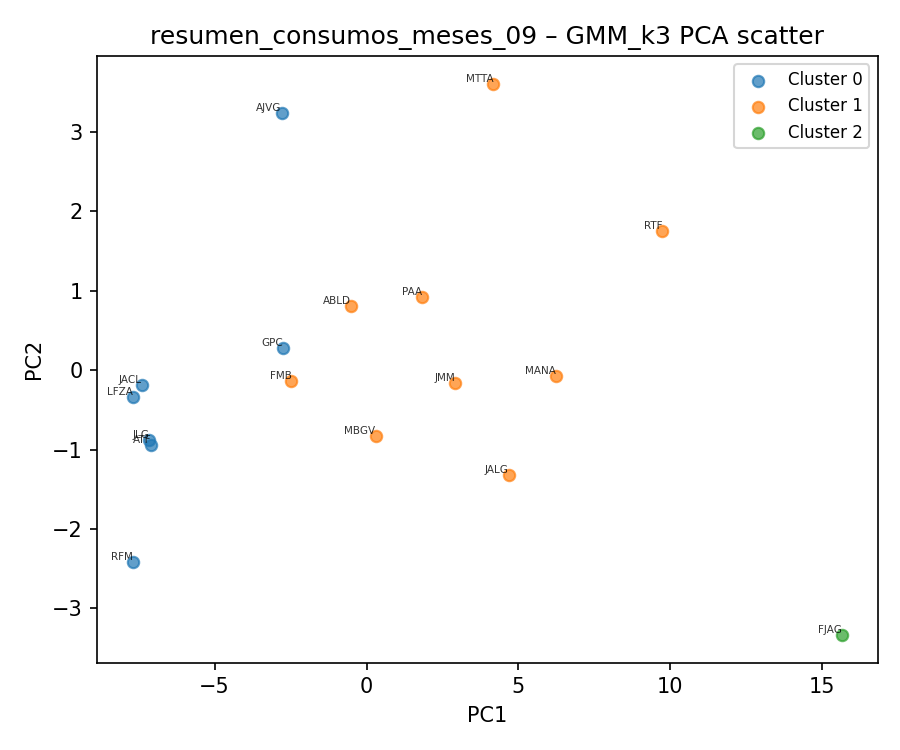 resumen_consumos_meses_09 – GMM_k3 PCA scatter
Cluster 0
Cluster 1
Cluster 2
MTTA
AJVG
RTF
PAA
ABLD
GPC
FMB
JMM
MANA
JACL
LFZA
MBGV
JALG
RFM
FJAG
3
2
1
0
−1
−2
−3
PC2
−5
0
5
10
15
PC1